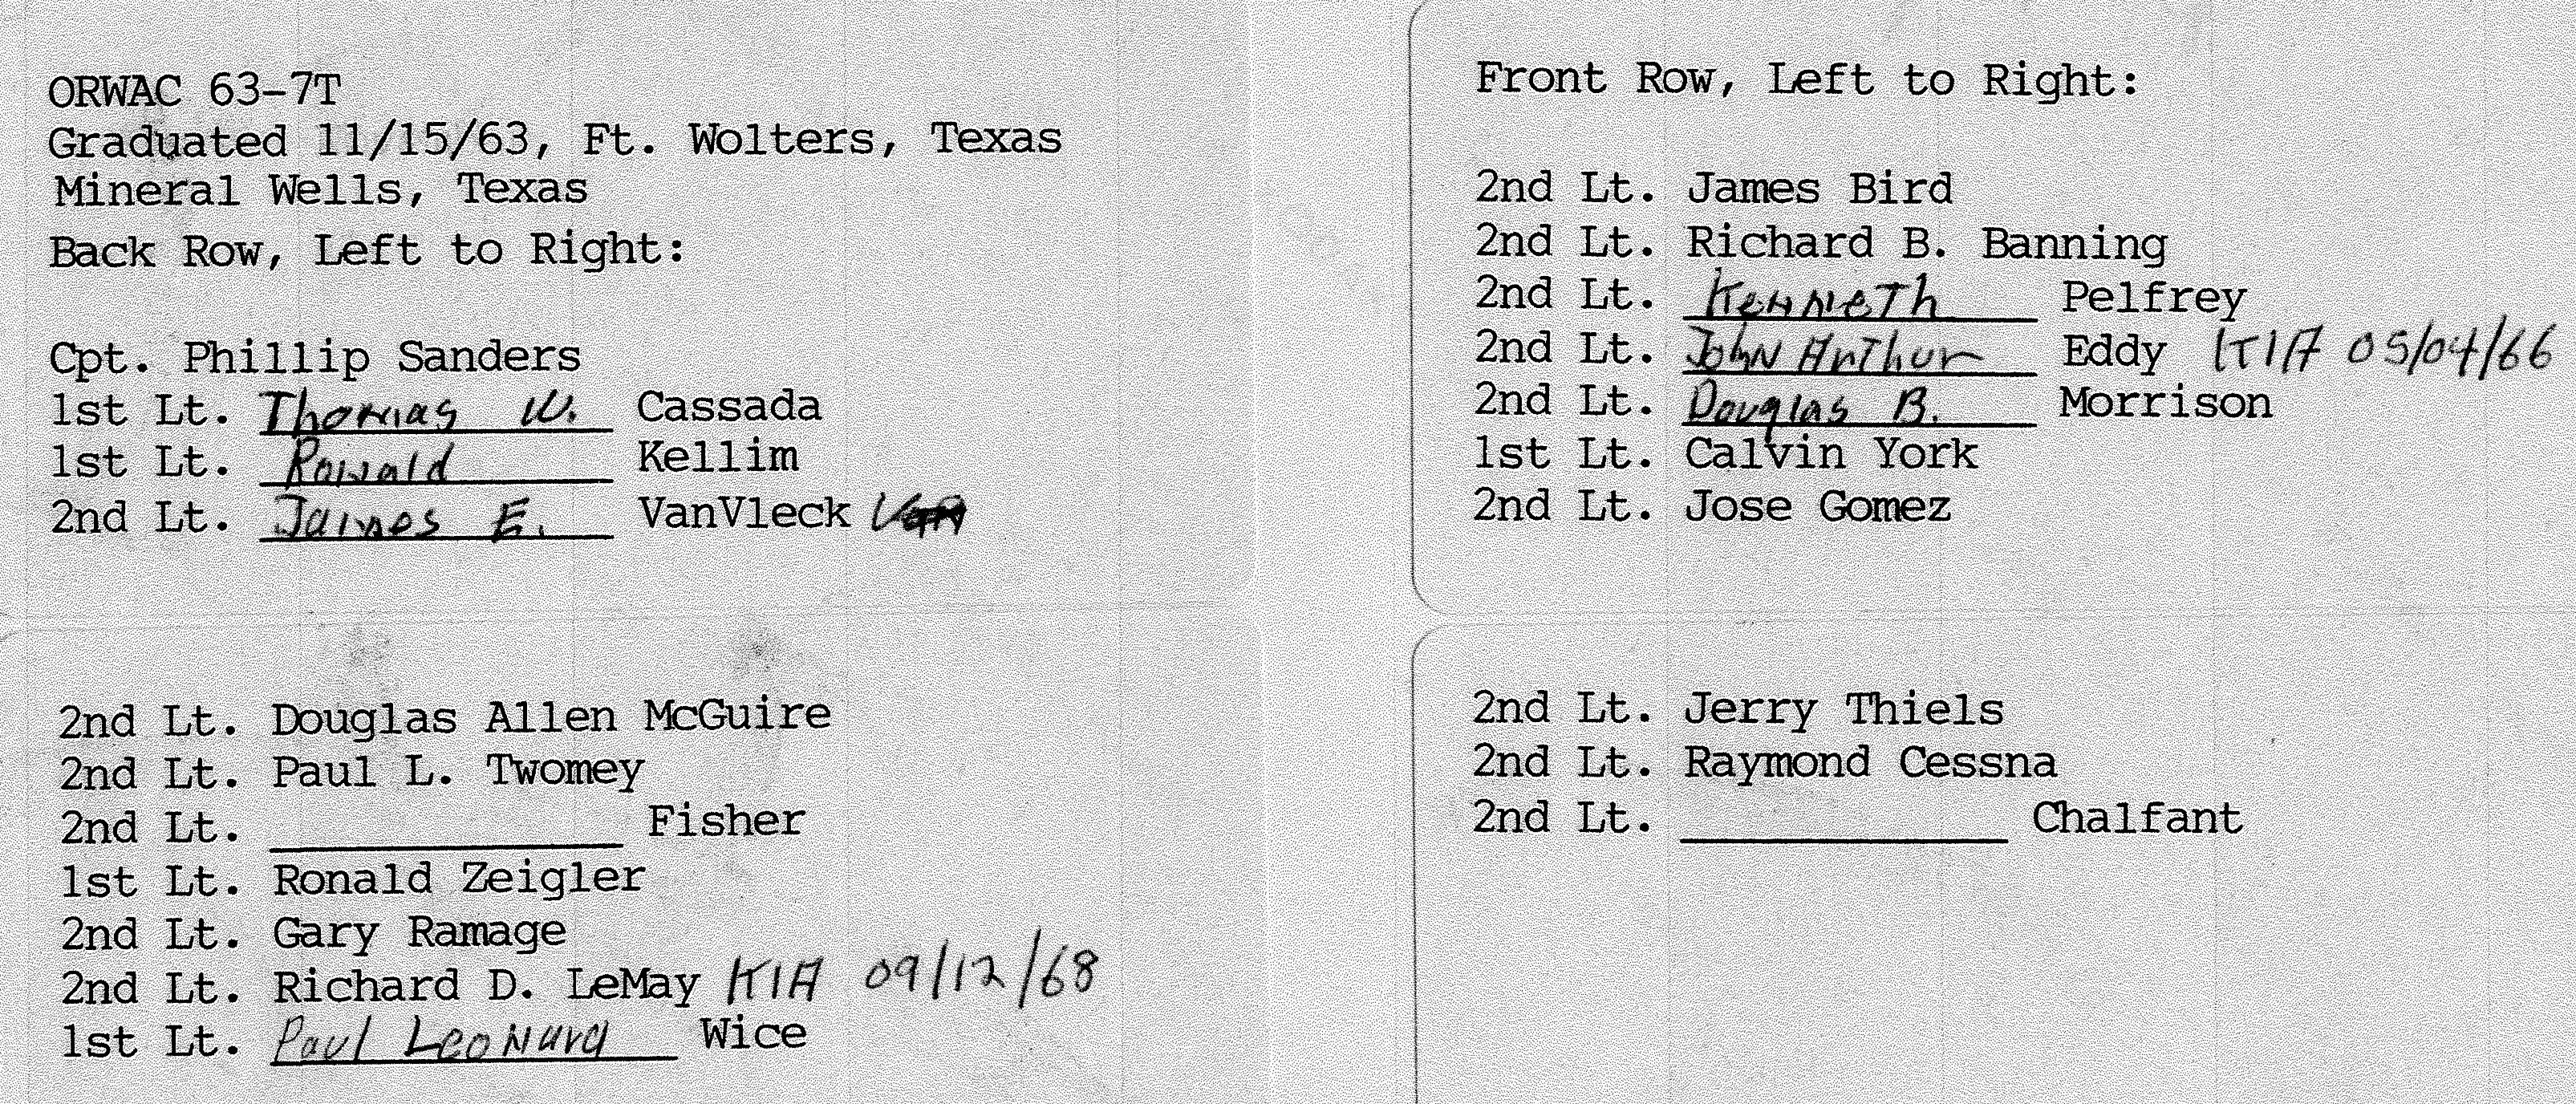 ORWAC 63-7T
Graduated 11/15/63, Ft. Wolters, Texas
Mineral Wells, Texas
Back Row, Left to Right:
Cpt. Phillip Sanders
1st Lt. Thomas W. Cassada
1st Lt. Ronald Kellim
2nd Lt. James E. VanVleck
2nd Lt. Douglas Allen McGuire
2nd Lt. Paul L. Twomey
2nd Lt. Fisher
1st Lt. Ronald Zeigler
2nd Lt. Gary Ramage
2nd Lt. Richard D. LeMay KIA 09/12/68
1st Lt. Paul Leonard Wice
Front Row, Left to Right:
2nd Lt. James Bird
2nd Lt. Richard B. Banning
2nd Lt. Kenneth Pelfrey
2nd Lt. John Arthur Eddy KIA 05/04/66
2nd Lt. Douglas B. Morrison
1st Lt. Calvin York
2nd Lt. Jose Gomez
2nd Lt. Jerry Thiels
2nd Lt. Raymond Cessna
2nd Lt. Chalfant